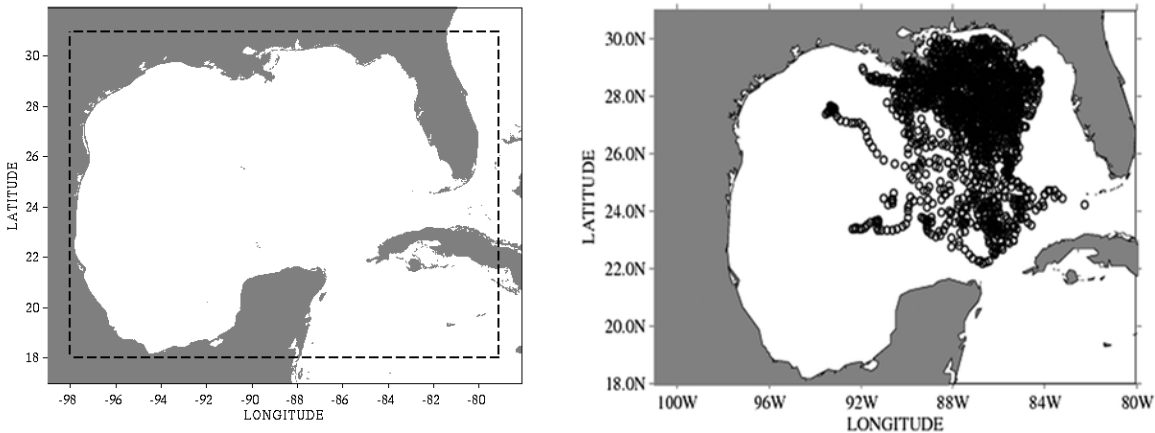 30
28
26
24
22
20
18
LATITUDE
-98 -96 -94 -92 -90 -88 -86 -84 -82 -80
LONGITUDE
30.0N
28.0N
26.0N
24.0N
22.0N
20.0N
18.0N
LATITUDE
100W 96W 92W 88W 84W 80W
LONGITUDE